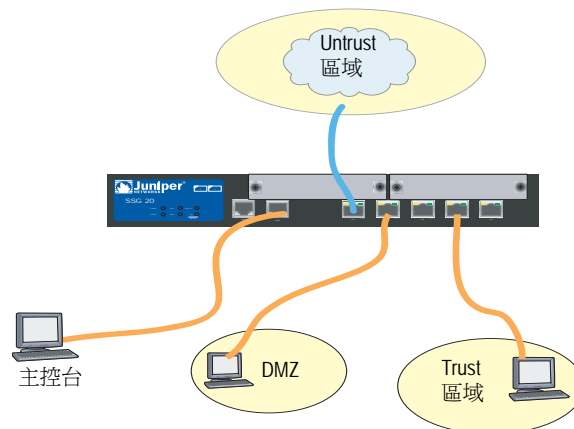 Untrust
區域
Juniper
NETWORKS
SSG 20
主控台
DMZ
Trust
區域